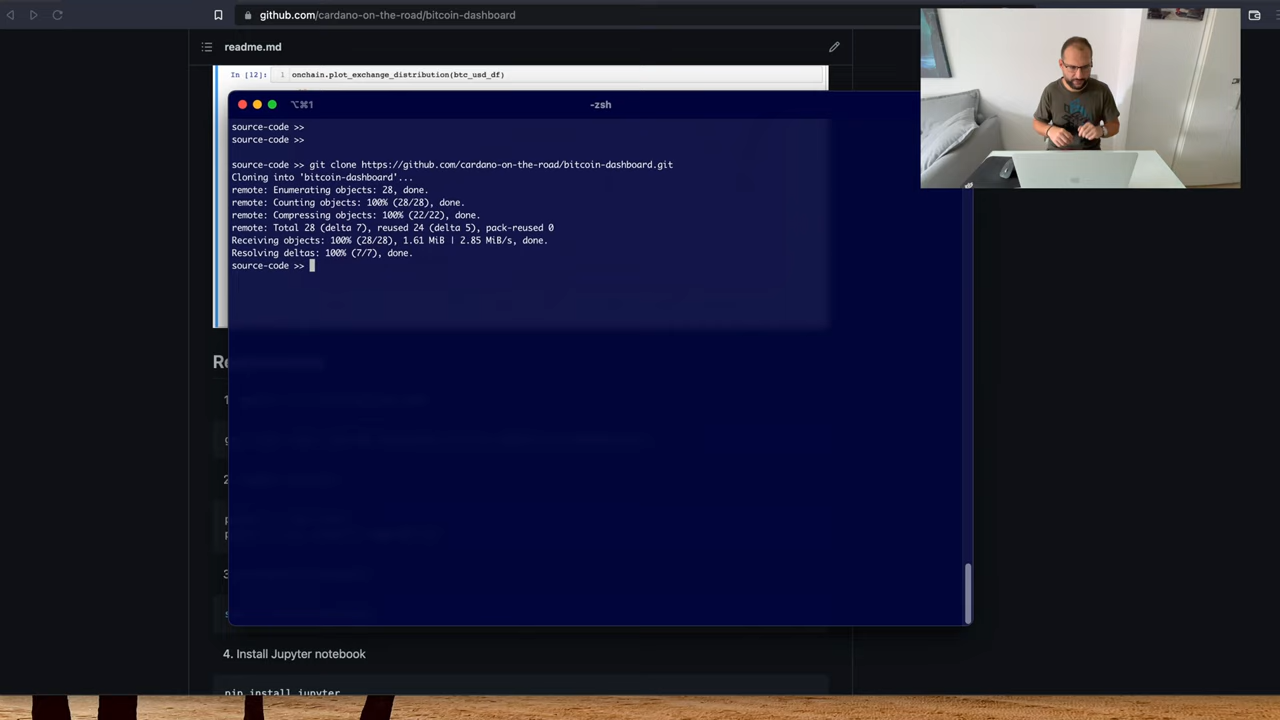 github.com/cardano-on-the-road/bitcoin-dashboard
readme.md
In [12]: 1 onchain.plot_exchange_distribution(btc_usd_df)
⌥⌘1 -zsh
source-code >>
source-code >>
source-code >> git clone https://github.com/cardano-on-the-road/bitcoin-dashboard.git
Cloning into 'bitcoin-dashboard'...
remote: Enumerating objects: 28, done.
remote: Counting objects: 100% (28/28), done.
remote: Compressing objects: 100% (22/22), done.
remote: Total 28 (delta 7), reused 24 (delta 5), pack-reused 0
Receiving objects: 100% (28/28), 1.61 MiB | 2.85 MiB/s, done.
Resolving deltas: 100% (7/7), done.
source-code >>
4. Install Jupyter notebook
pip install jupyter